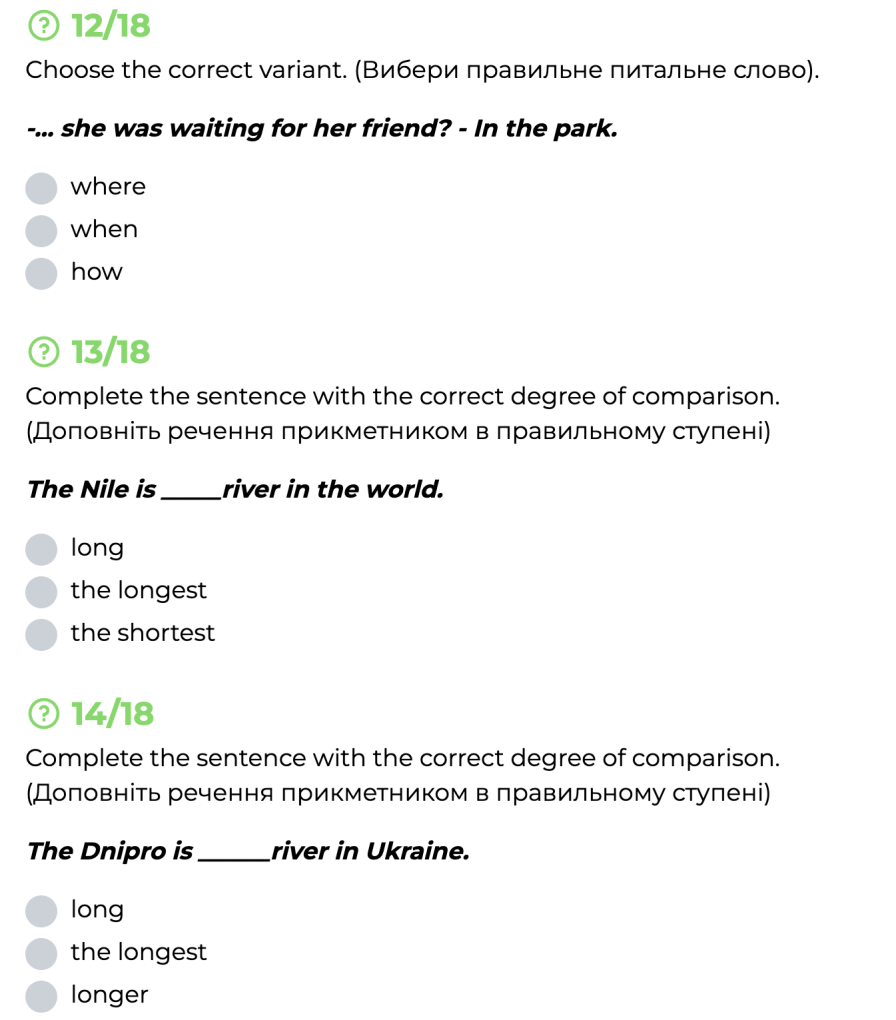 12/18
Choose the correct variant. (Вибери правильне питальне слово).
-... she was waiting for her friend? - In the park.
where
when
how
13/18
Complete the sentence with the correct degree of comparison.
(Доповніть речення прикметником в правильному ступені)
The Nile is _____river in the world.
long
the longest
the shortest
14/18
Complete the sentence with the correct degree of comparison.
(Доповніть речення прикметником в правильному ступені)
The Dnipro is ______river in Ukraine.
long
the longest
longer